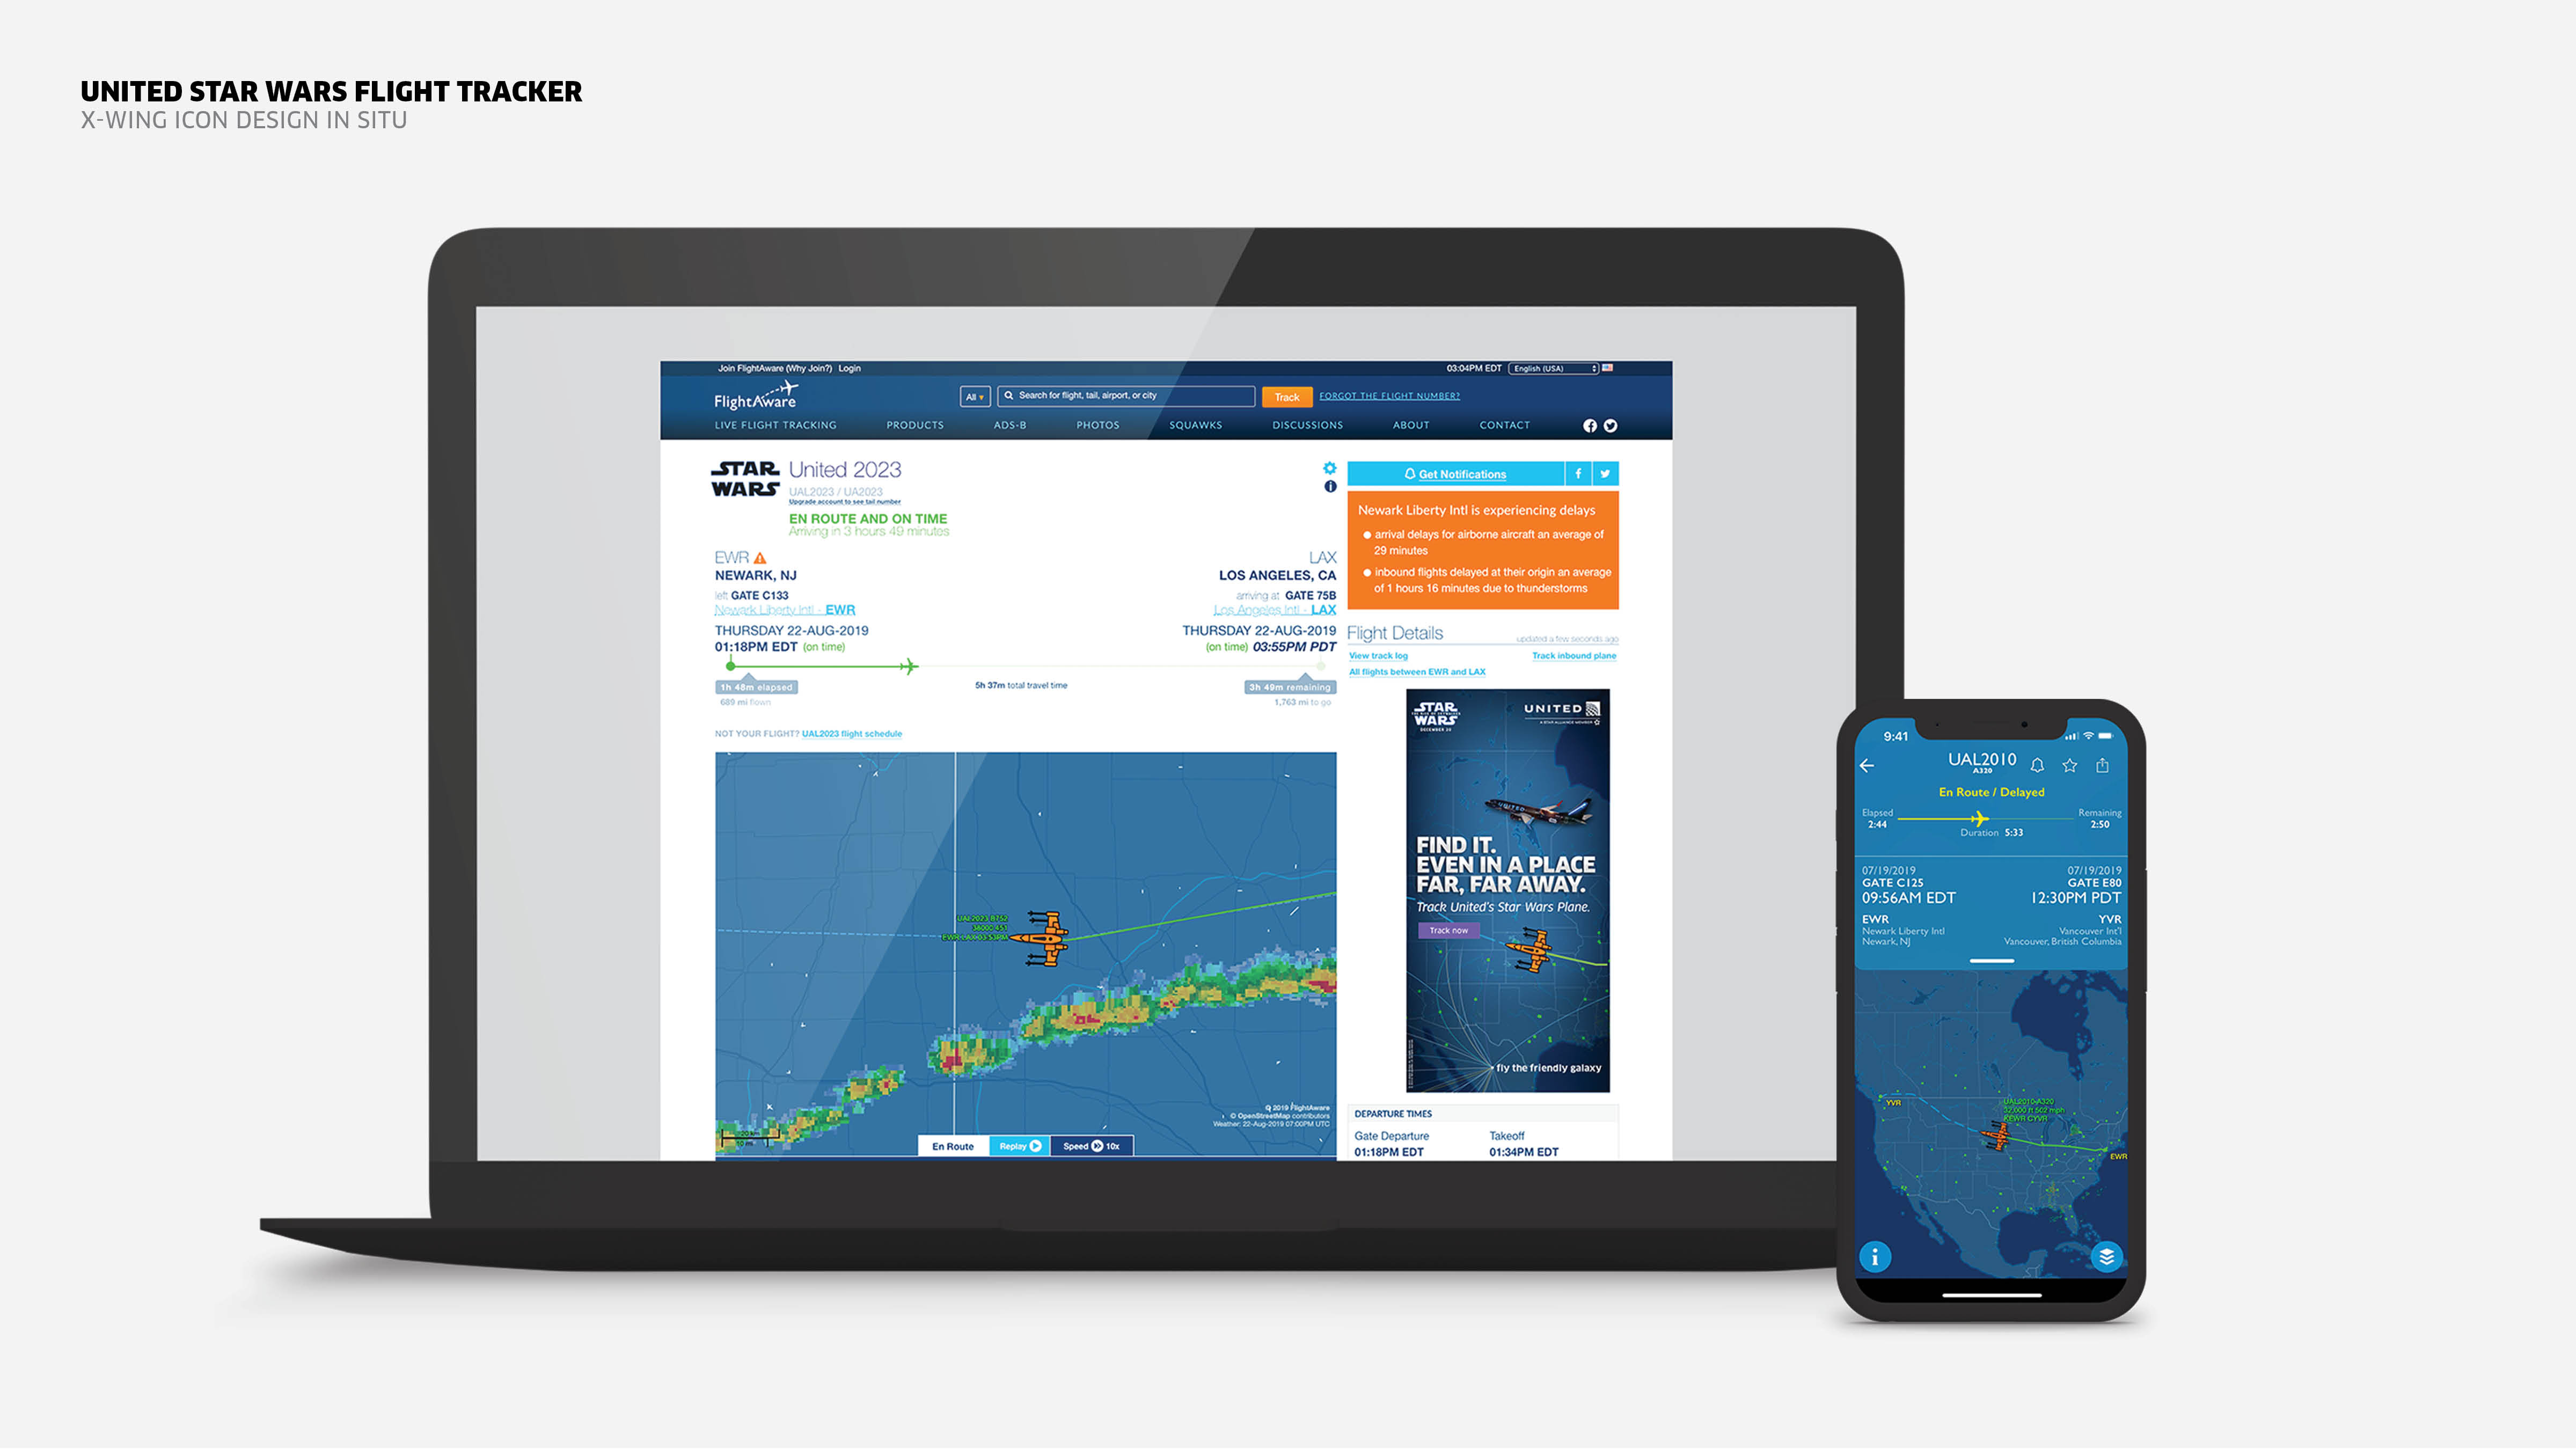 UNITED STAR WARS FLIGHT TRACKER
X-WING ICON DESIGN IN SITU
Join FlightAware (Why Join?) Login
03:04PM EDT English (USA)
FlightAware
All
Search for flight, tail, airport, or city
Track
FORGOT THE FLIGHT NUMBER?
LIVE FLIGHT TRACKING PRODUCTS ADS-B PHOTOS SQUAWKS DISCUSSIONS ABOUT CONTACT
STAR
WARS
United 2023
UAL2023 / UA2023
Upgrade account to see tail number
EN ROUTE AND ON TIME
Arriving in 3 hours 49 minutes
EWR
NEWARK, NJ
left GATE C133
Newark Liberty Intl - EWR
THURSDAY 22-AUG-2019
01:18PM EDT (on time)
LAX
LOS ANGELES, CA
arriving at GATE 75B
Los Angeles Intl - LAX
THURSDAY 22-AUG-2019
(on time) 03:55PM PDT
1h 48m elapsed
689 mi flown
5h 37m total travel time
3h 49m remaining
1,763 mi to go
NOT YOUR FLIGHT? UAL2023 flight schedule
UAL2023 B752
38000 451
EWR LAX 03:53PM
© 2019 FlightAware
© OpenStreetMap contributors
Weather: 22-Aug-2019 07:00PM UTC
En Route
Replay
Speed 10x
Get Notifications
Newark Liberty Intl is experiencing delays
arrival delays for airborne aircraft an average of
29 minutes
inbound flights delayed at their origin an average
of 1 hours 16 minutes due to thunderstorms
Flight Details
updated a few seconds ago
View track log
Track inbound plane
All flights between EWR and LAX
STAR
WARS
DECEMBER 20
UNITED
A STAR ALLIANCE MEMBER
UNITED
FIND IT.
EVEN IN A PLACE
FAR, FAR AWAY.
Track United's Star Wars Plane.
Track now
fly the friendly galaxy
DEPARTURE TIMES
Gate Departure
01:18PM EDT
Takeoff
01:34PM EDT
9:41
UAL2010
A320
En Route / Delayed
Elapsed
2:44
Duration 5:33
Remaining
2:50
07/19/2019
GATE C125
09:56AM EDT
EWR
Newark Liberty Intl
Newark, NJ
07/19/2019
GATE E80
12:30PM PDT
YVR
Vancouver Int'l
Vancouver, British Columbia
YVR
UAL2010 A320
32,000 ft 502 mph
KEWR CYVR
EWR